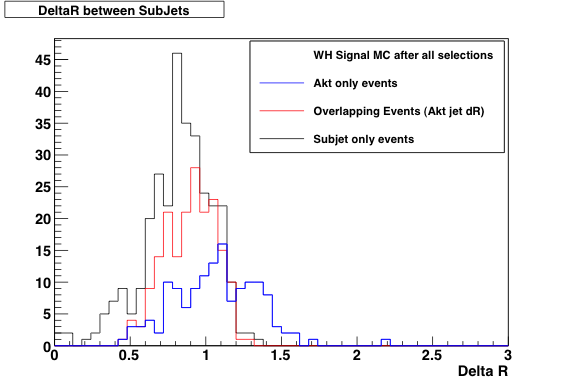 DeltaR between SubJets
WH Signal MC after all selections
Akt only events
Overlapping Events (Akt jet dR)
Subjet only events
45
40
35
30
25
20
15
10
5
0
0 0.5 1 1.5 2 2.5 3
Delta R